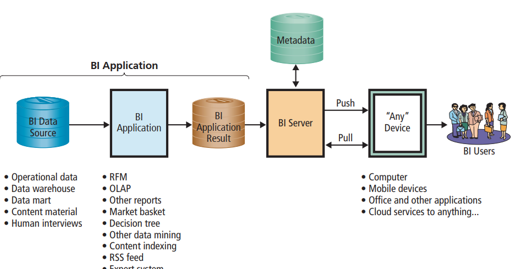 Metadata
BI Application
BI Data
Source
BI
Application
BI
Application
Result
BI Server
Push
Pull
"Any"
Device
BI Users
• Operational data
• Data warehouse
• Data mart
• Content material
• Human interviews
• RFM
• OLAP
• Other reports
• Market basket
• Decision tree
• Other data mining
• Content indexing
• RSS feed
• Expert system
• Computer
• Mobile devices
• Office and other applications
• Cloud services to anything...